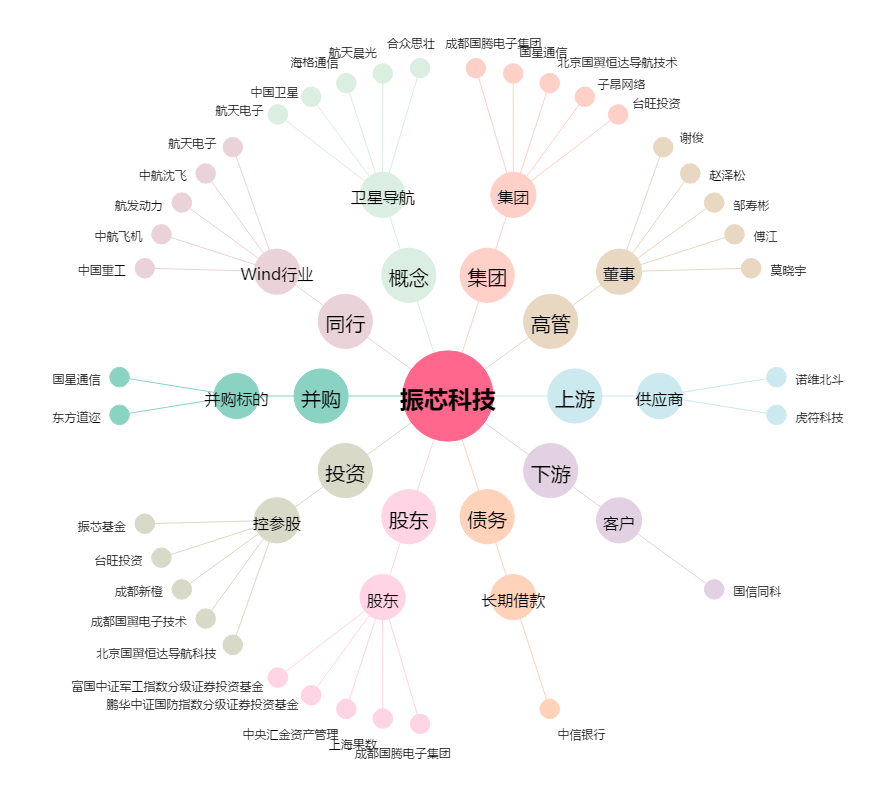 合众思壮
成都国腾电子集团
航天晨光
国星通信
海格通信
北京国翼恒达导航技术
中国卫星
子昂网络
航天电子
台旺投资
航天电子
谢俊
中航沈飞
赵泽松
卫星导航
集团
航发动力
邹寿彬
中航飞机
傅江
中国重工
Wind行业
概念
集团
董事
莫晓宇
同行
高管
国星通信
诺维北斗
并购标的
并购
振芯科技
上游
供应商
东方道迩
虎符科技
投资
下游
振芯基金
控参股
股东
债务
客户
台旺投资
成都新橙
国信同科
股东
长期借款
成都国翼电子技术
北京国翼恒达导航科技
富国中证军工指数分级证券投资基金
鹏华中证国防指数分级证券投资基金
中央汇金资产管理
中信银行
上海果数
成都国腾电子集团